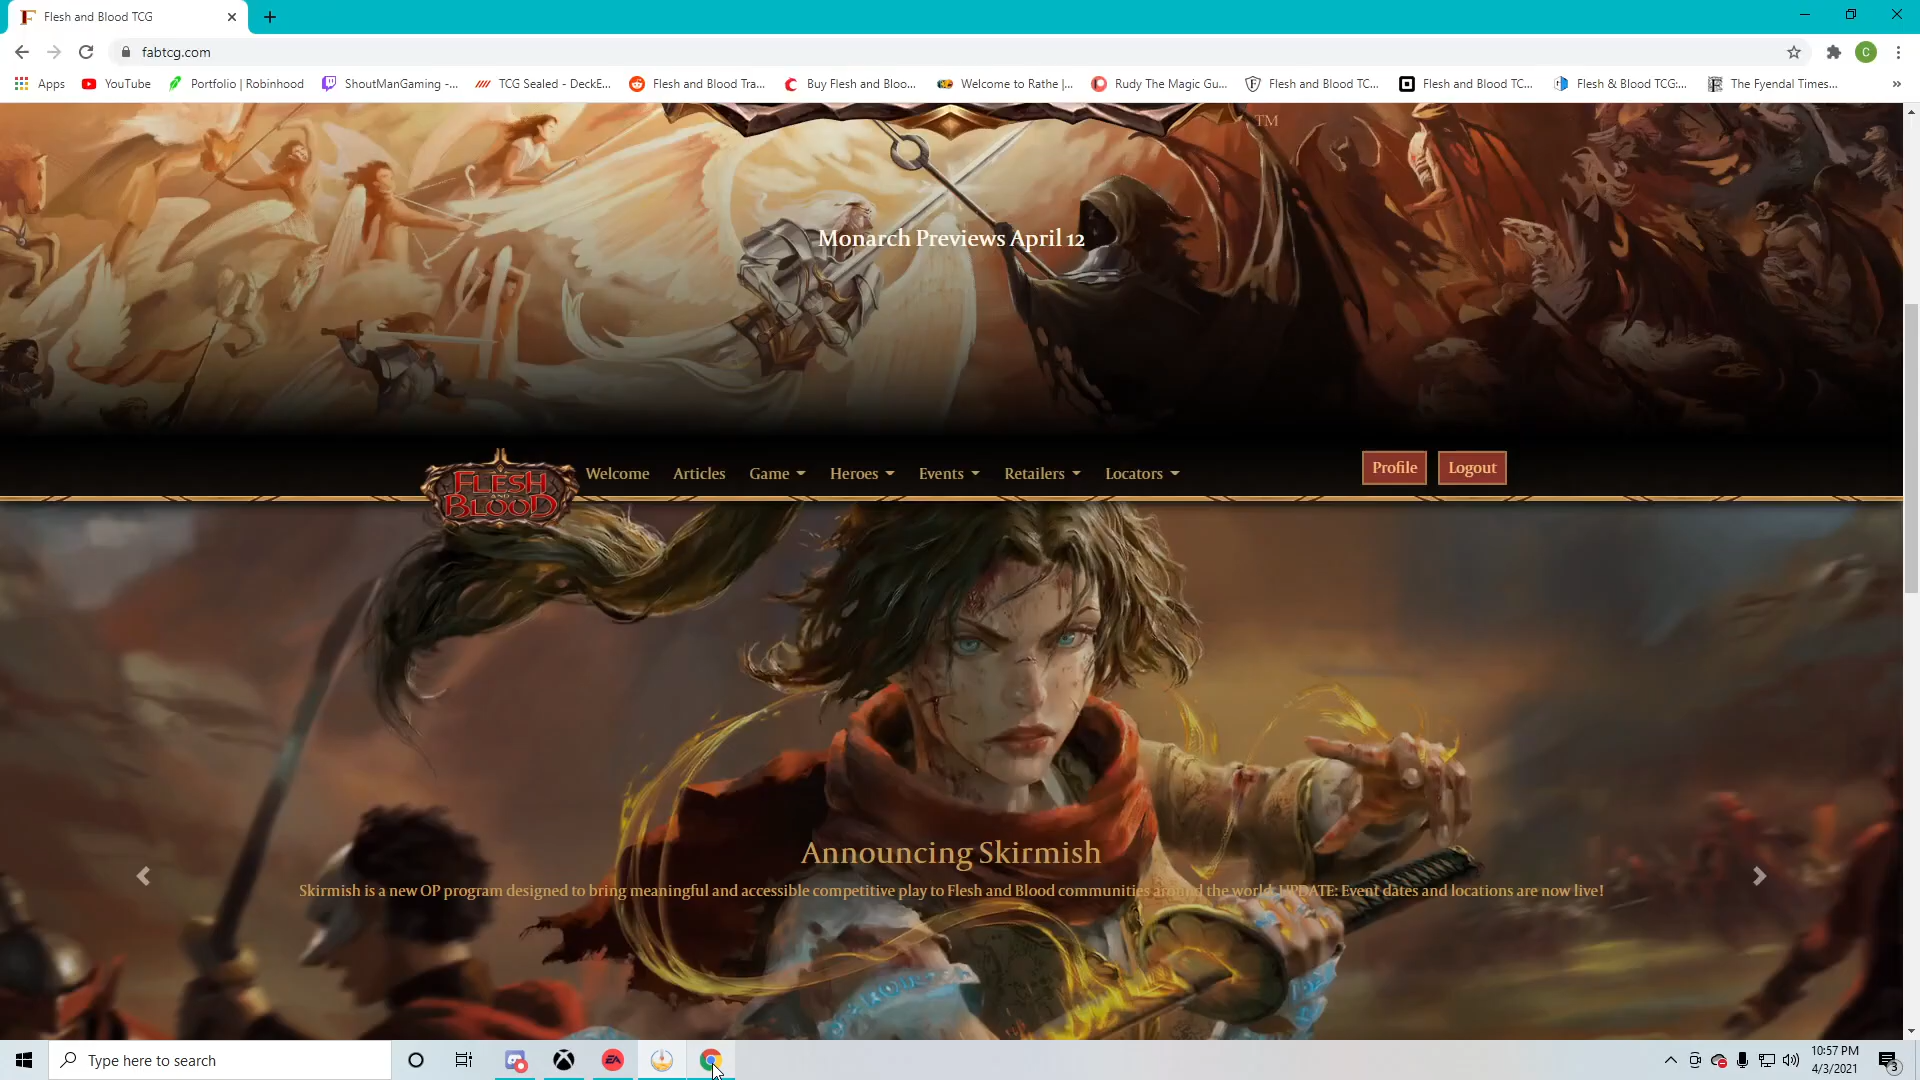 Flesh and Blood TCG
fabtcg.com
Apps YouTube Portfolio | Robinhood ShoutManGaming -... TCG Sealed - DeckE... Flesh and Blood Tra... Buy Flesh and Bloo... Welcome to Rathe |... Rudy The Magic Gu... Flesh and Blood TC... Flesh and Blood TC... Flesh & Blood TCG:... The Fyendal Times... »
TM
Monarch Previews April 12
FLESH AND BLOOD
Welcome Articles Game Heroes Events Retailers Locators Profile Logout
Announcing Skirmish
Skirmish is a new OP program designed to bring meaningful and accessible competitive play to Flesh and Blood communities around the world. UPDATE: Event dates and locations are now live!
Type here to search
EA
10:57 PM
4/3/2021
3
C